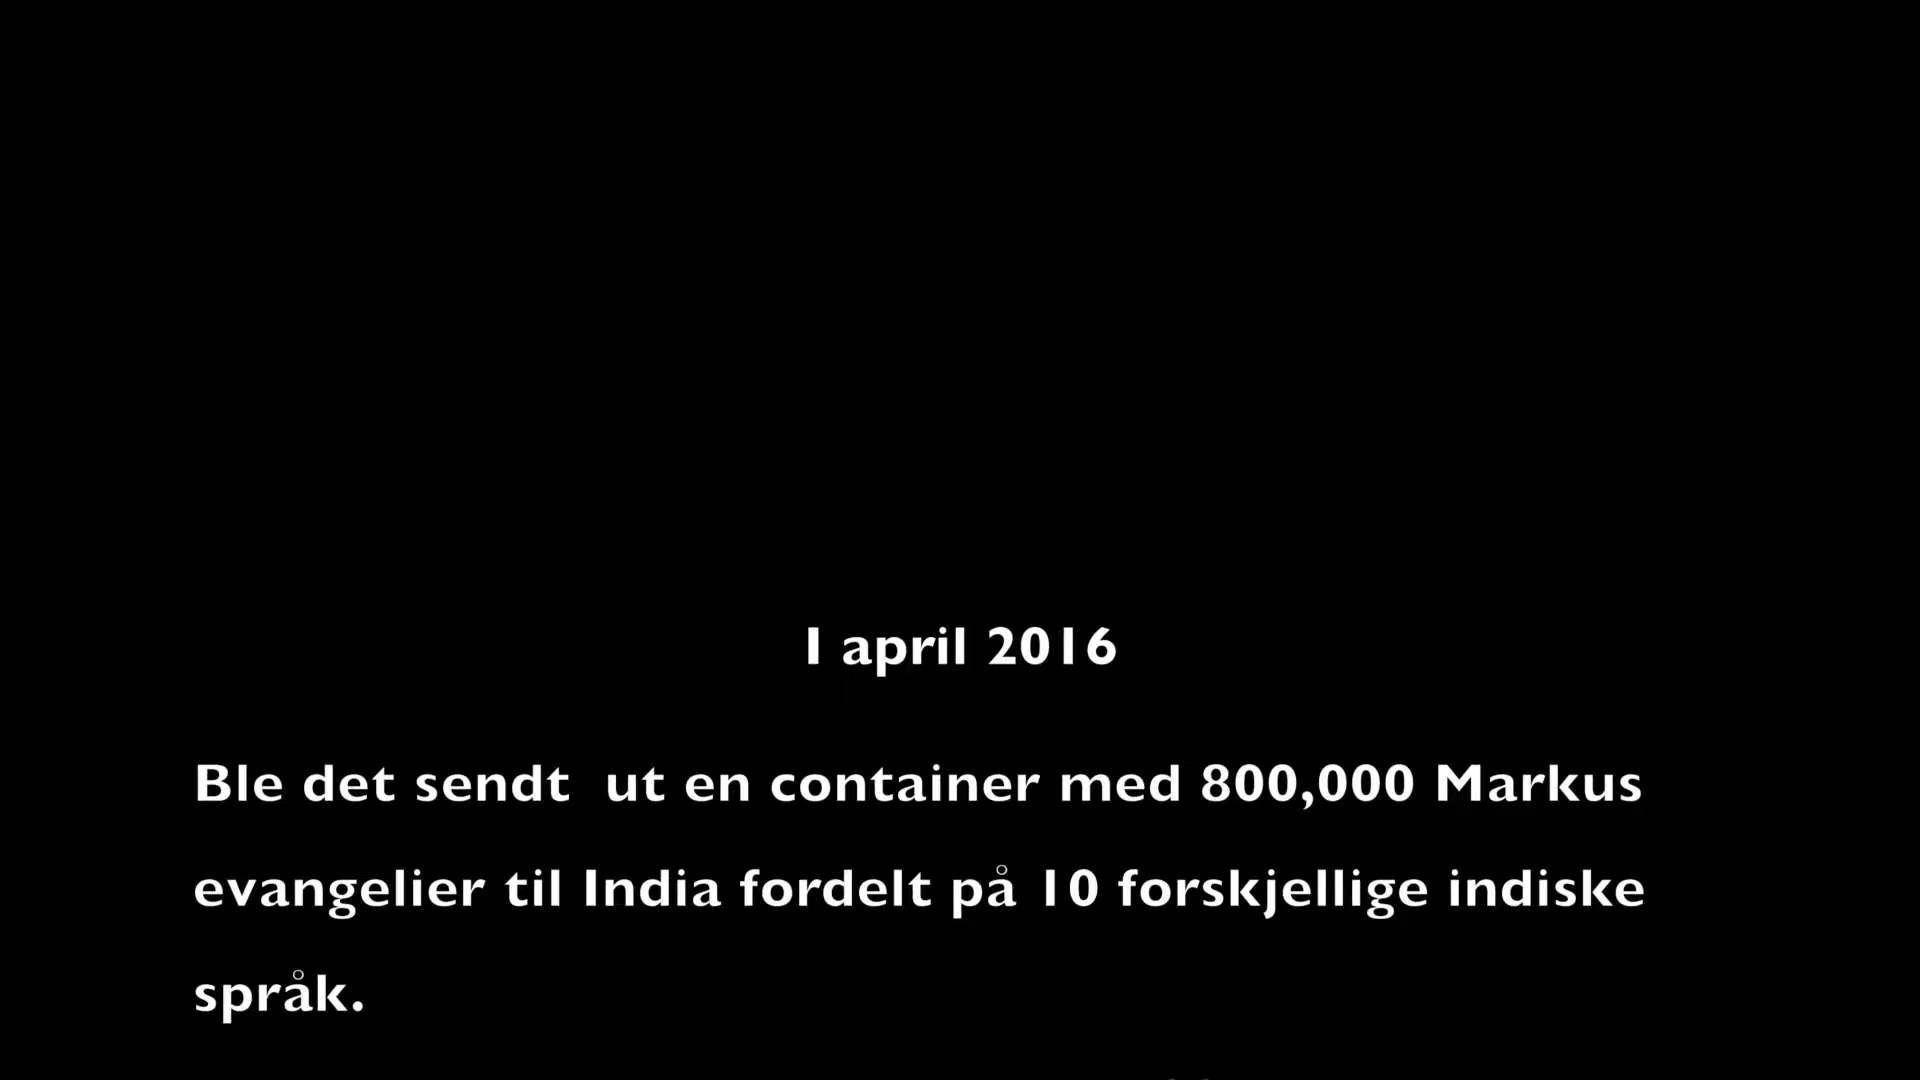 I april 2016
Ble det sendt  ut en container med 800,000 Markus
evangelier til India fordelt på 10 forskjellige indiske
språk.